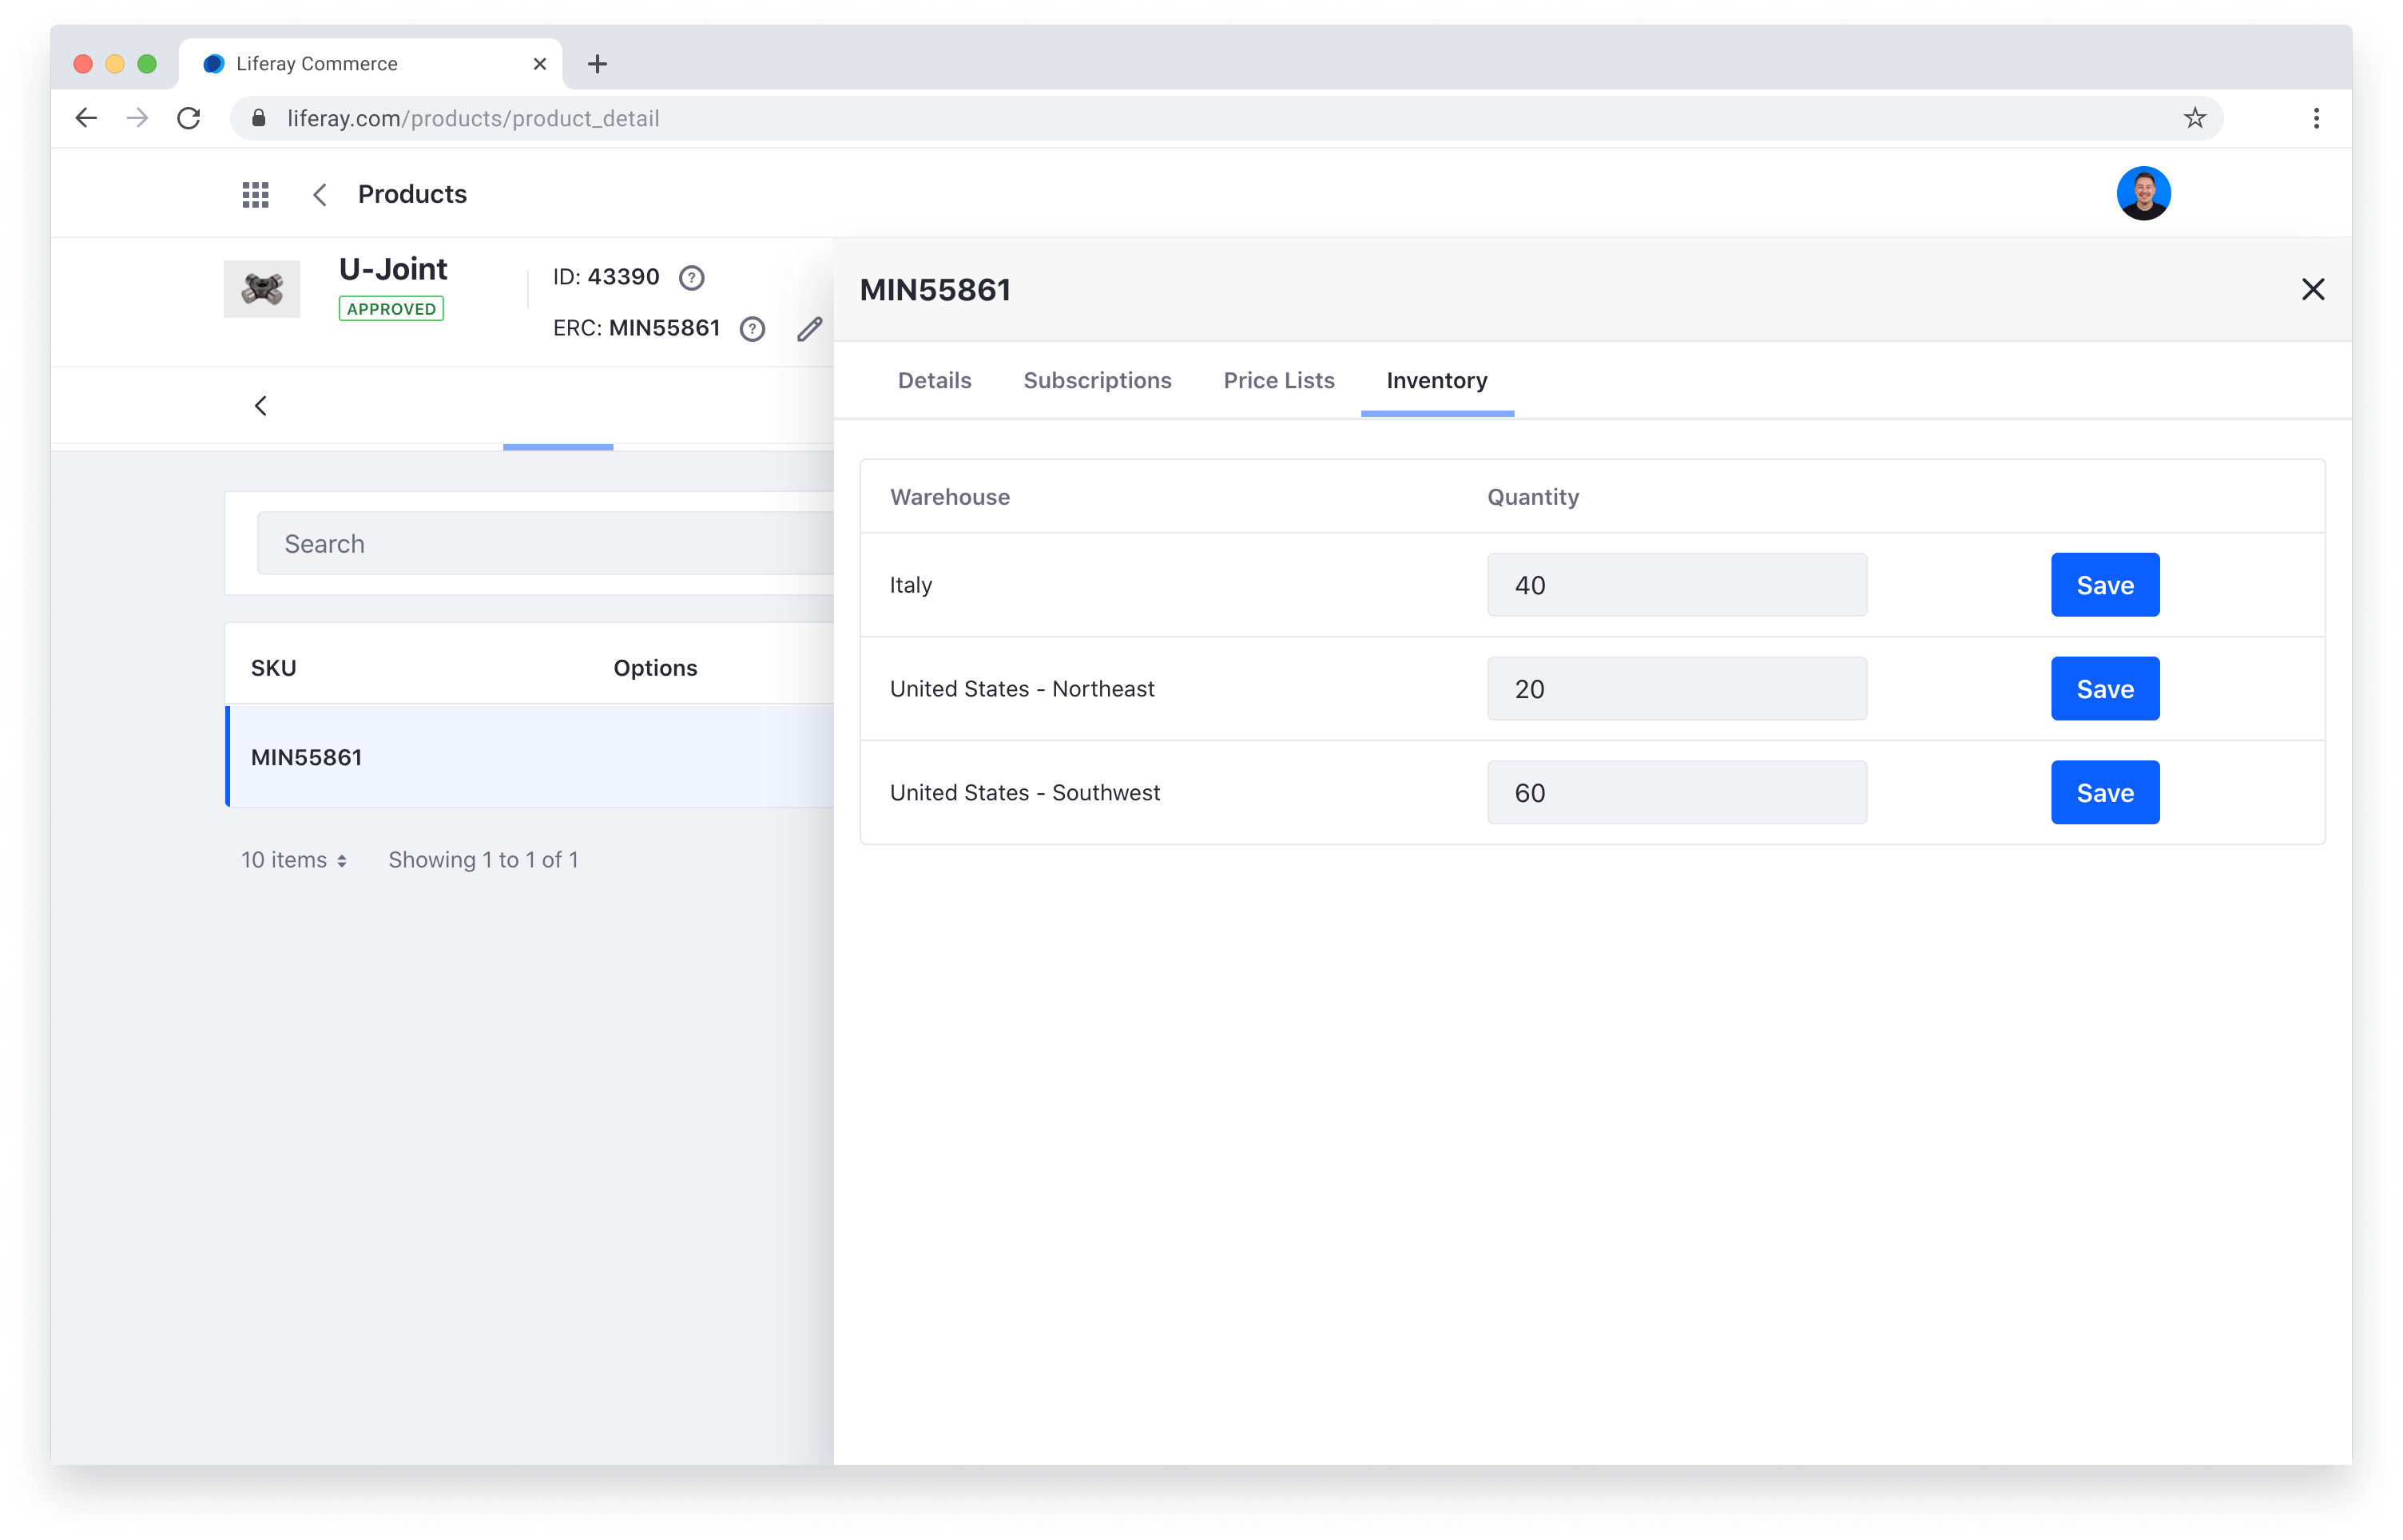 Liferay Commerce
liferay.com/products/product_detail
Products
U-Joint
APPROVED
ID: 43390 ?
ERC: MIN55861 ?
Search
SKU Options
MIN55861
10 items Showing 1 to 1 of 1
MIN55861
Details Subscriptions Price Lists Inventory
Warehouse Quantity
Italy 40 Save
United States - Northeast 20 Save
United States - Southwest 60 Save